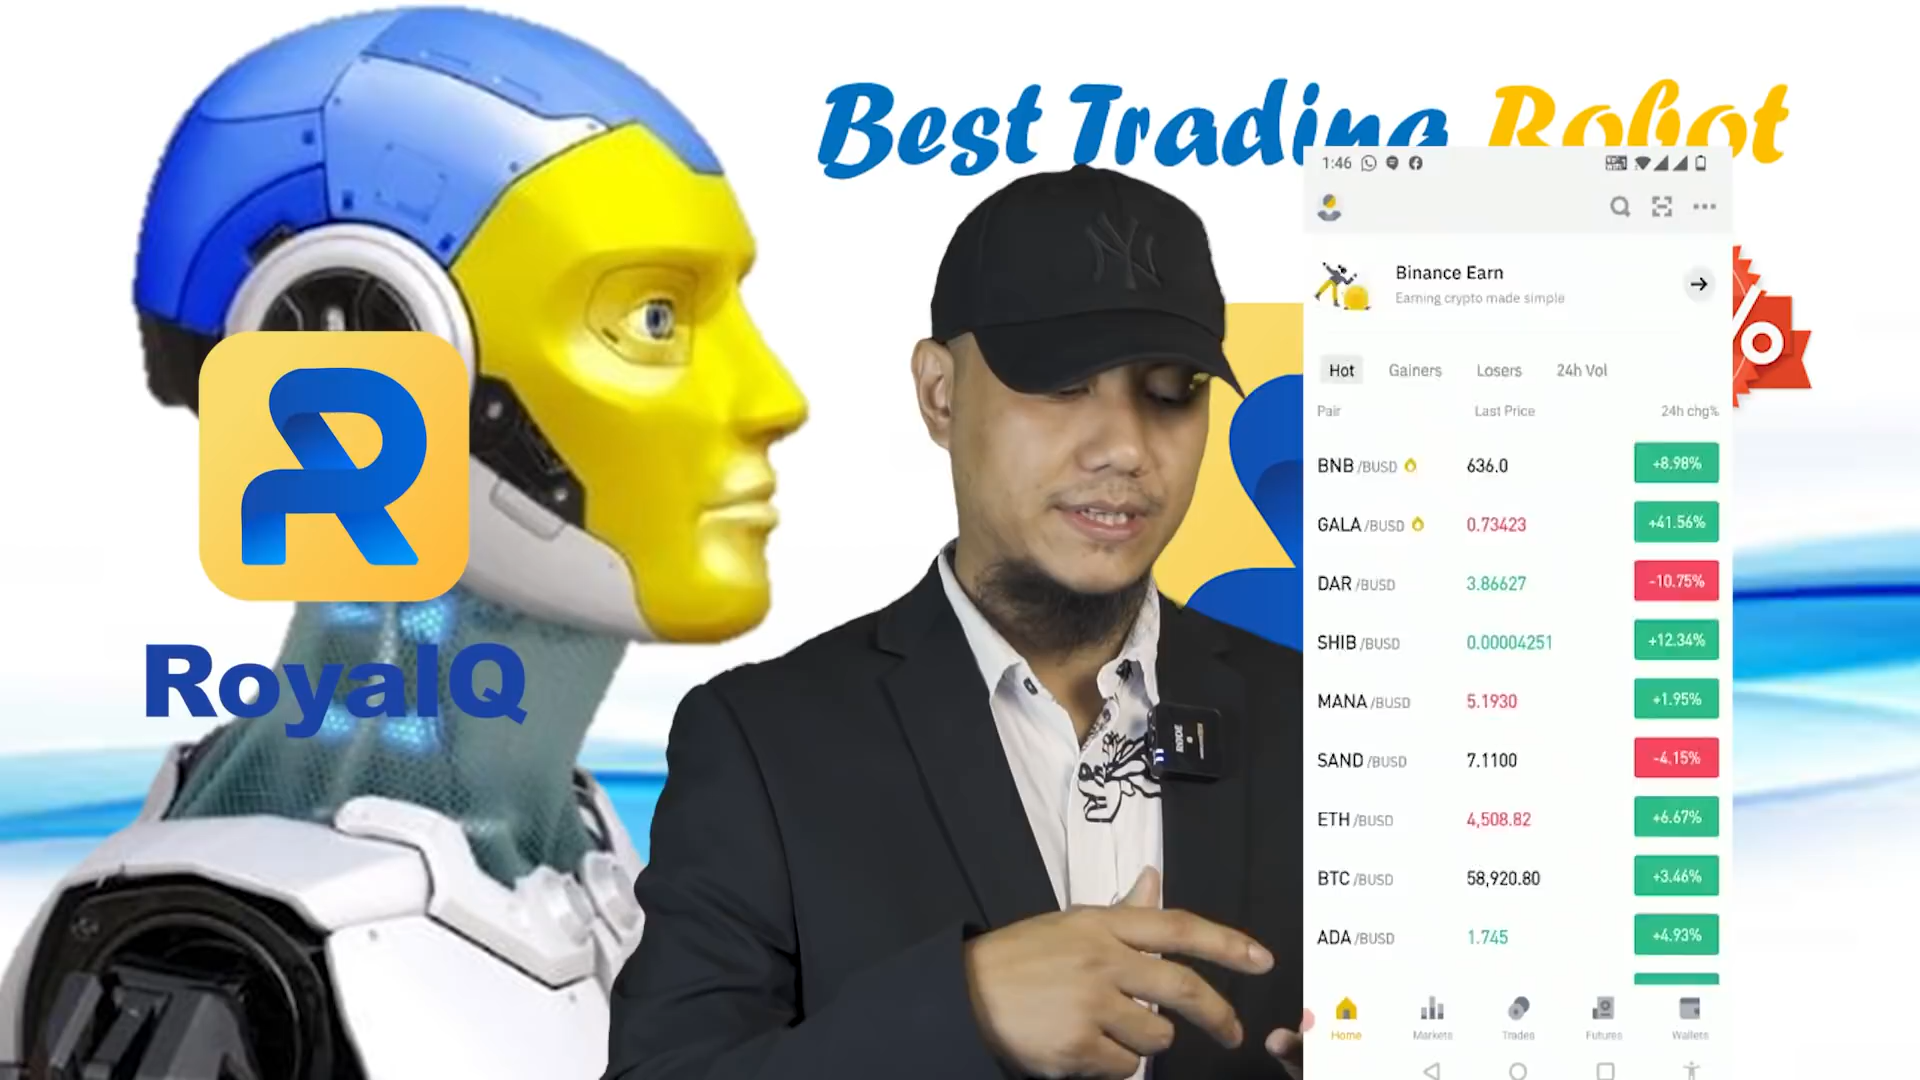 Best Trading Robot
RoyalQ
NY
RODE
%
1:46
Binance Earn
Earning crypto made simple
Hot Gainers Losers 24h Vol
Pair Last Price 24h chg%
BNB /BUSD 636.0 +8.98%
GALA /BUSD 0.73423 +41.56%
DAR /BUSD 3.86627 -10.75%
SHIB /BUSD 0.00004251 +12.34%
MANA /BUSD 5.1930 +1.95%
SAND /BUSD 7.1100 -4.15%
ETH /BUSD 4,508.82 +6.67%
BTC /BUSD 58,920.80 +3.46%
ADA /BUSD 1.745 +4.93%
Home Markets Trades Futures Wallets